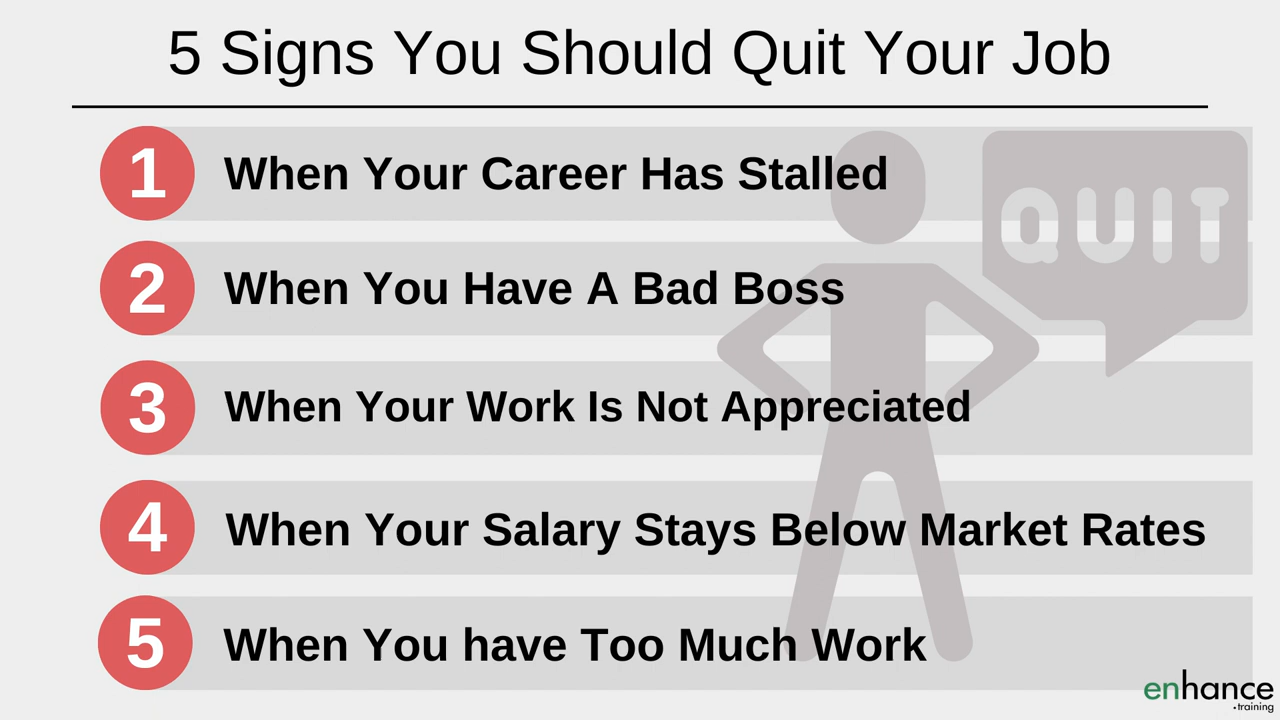 5 Signs You Should Quit Your Job
1 When Your Career Has Stalled
QUIT
2 When You Have A Bad Boss
3 When Your Work Is Not Appreciated
4 When Your Salary Stays Below Market Rates
5 When You have Too Much Work
enhance
•training